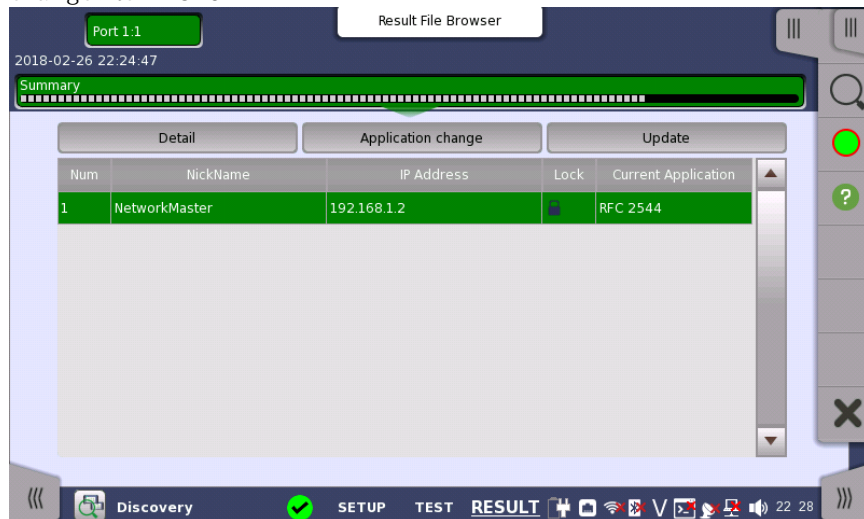 Port 1:1
Result File Browser
2018-02-26 22:24:47
Summary
Detail Application change Update
Num NickName IP Address Lock Current Application
1 NetworkMaster 192.168.1.2 RFC 2544
Discovery SETUP TEST RESULT 22 28